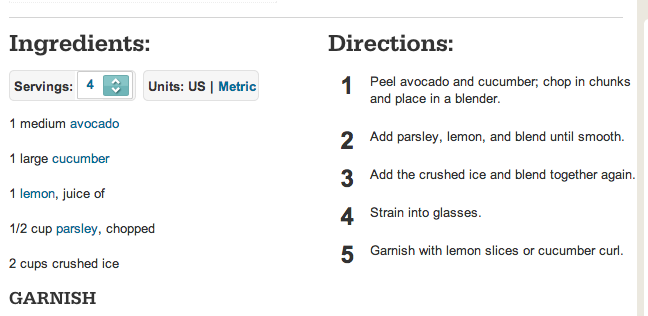 Ingredients:
Servings: 4
Units: US | Metric
1 medium avocado
1 large cucumber
1 lemon, juice of
1/2 cup parsley, chopped
2 cups crushed ice
GARNISH
Directions:
1 Peel avocado and cucumber; chop in chunks
and place in a blender.
2 Add parsley, lemon, and blend until smooth.
3 Add the crushed ice and blend together again.
4 Strain into glasses.
5 Garnish with lemon slices or cucumber curl.